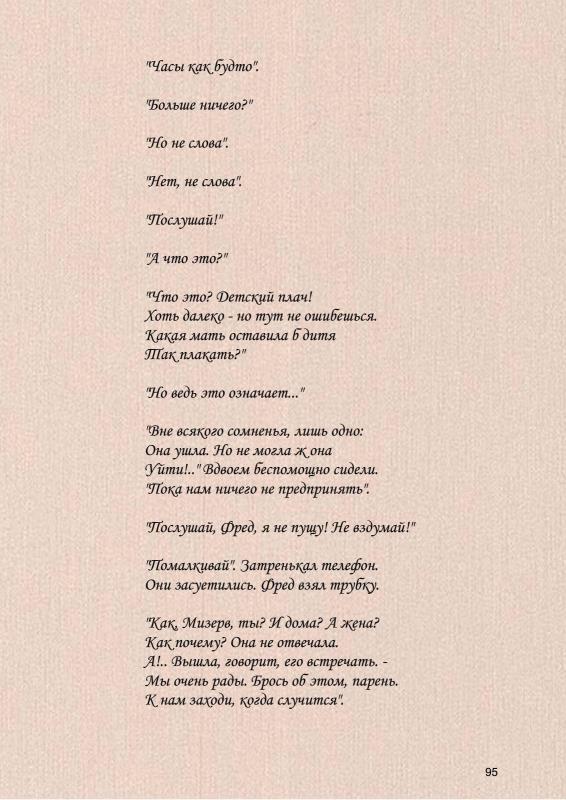 "Часы как будто".
"Больше ничего?"
"Но не слова".
"Нет, не слова".
"Послушай!"
"А что это?"
"Что это? Детский плач!
Хоть далеко - но тут не ошибешься.
Какая мать оставила б дитя
Так плакать?"
"Но ведь это означает..."
"Вне всякого сомненья, лишь одно:
Она ушла. Но не могла ж она
Уйти!.." Вдвоем беспомощно сидели.
"Пока нам ничего не предпринять".
"Послушай, Фред, я не пущу! Не вздумай!"
"Помалкивай". Затренькал телефон.
Они засуетились. Фред взял трубку.
"Как, Мизерв, ты? И дома? А жена?
Как почему? Она не отвечала.
А!.. Вышла, говорит, его встречать. -
Мы очень рады. Брось об этом, парень.
К нам заходи, когда случится".
95